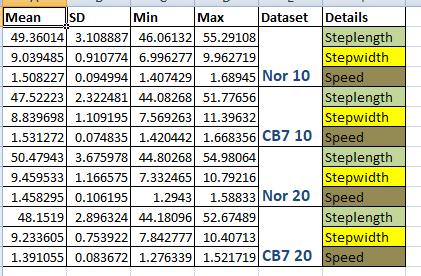 Mean SD Min Max Dataset Details
49.36014 3.108887 46.06132 55.29108 Steplength
9.039485 0.910774 6.996277 9.962719 Stepwidth
1.508227 0.094994 1.407429 1.68945 Nor 10 Speed
47.52223 2.322481 44.08268 51.77656 Steplength
8.839698 1.109195 7.569263 11.39632 Stepwidth
1.531272 0.074835 1.420442 1.668356 CB7 10 Speed
50.47943 3.675978 44.80268 54.98064 Steplength
9.459533 1.166575 7.332465 10.79216 Stepwidth
1.458295 0.106195 1.2943 1.58833 Nor 20 Speed
48.1519 2.896324 44.18096 52.67489 Steplength
9.233605 0.753922 7.842777 10.40713 Stepwidth
1.391055 0.083672 1.276339 1.521719 CB7 20 Speed